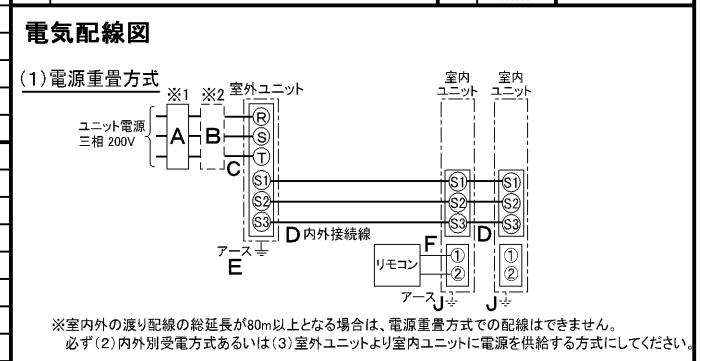 電気配線図
(1)電源重畳方式
※1 ※2 室外ユニット
室内ユニット
室内ユニット
ユニット電源
三相 200V
A
B
C
R
S
T
S1
S2
S3
S1
S2
S3
S1
S2
S3
D 内外接続線
D
アース
E
F
リモコン
①
②
①
②
アース J
J
※室内外の渡り配線の総延長が80m以上となる場合は、電源重畳方式での配線はできません。
必ず(2)内外別受電方式あるいは(3)室外ユニットより室内ユニットに電源を供給する方式にしてください。